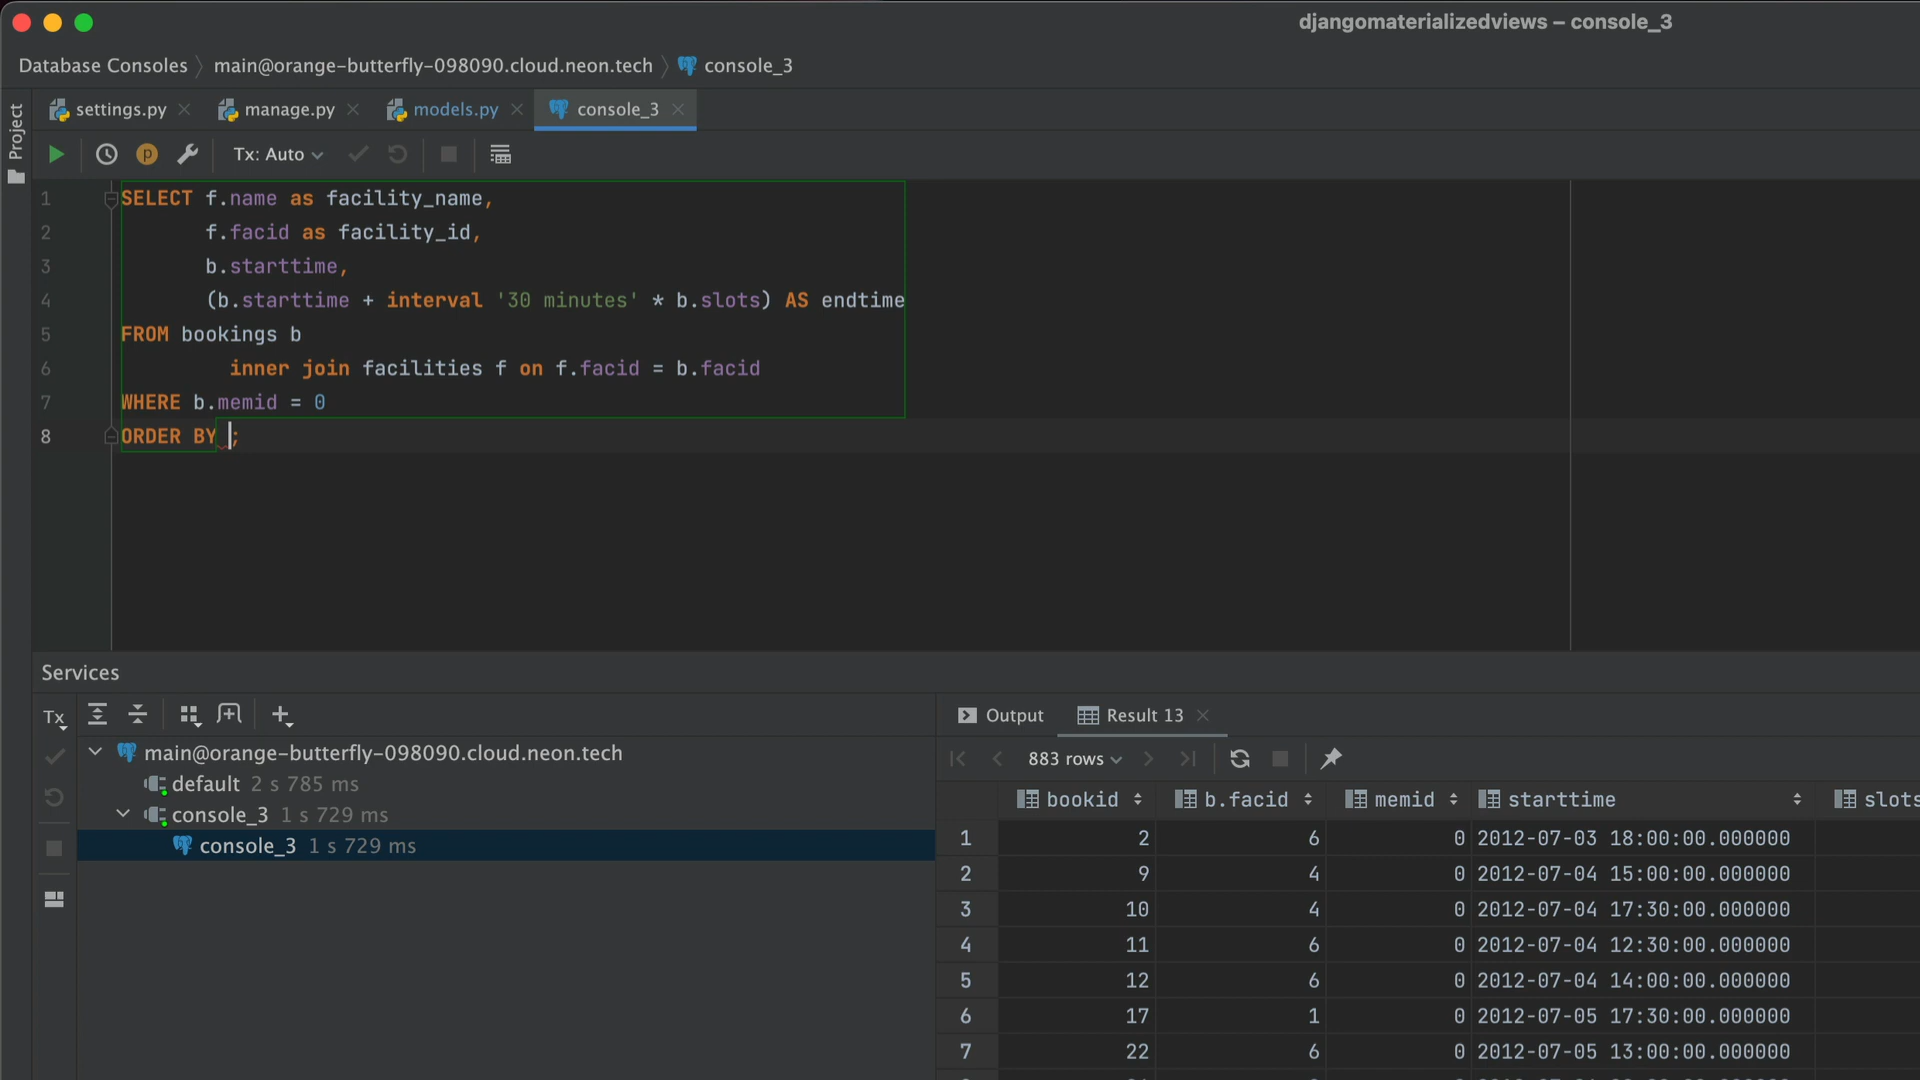 djangomaterializedviews – console_3
Database Consoles main@orange-butterfly-098090.cloud.neon.tech console_3
settings.py manage.py models.py console_3
Project
Tx: Auto
1 SELECT f.name as facility_name,
2 f.facid as facility_id,
3 b.starttime,
4 (b.starttime + interval '30 minutes' * b.slots) AS endtime
5 FROM bookings b
6 inner join facilities f on f.facid = b.facid
7 WHERE b.memid = 0
8 ORDER BY ;
Services
Tx
main@orange-butterfly-098090.cloud.neon.tech
default 2 s 785 ms
console_3 1 s 729 ms
console_3 1 s 729 ms
Output Result 13
883 rows
bookid b.facid memid starttime slots
1 2 6 0 2012-07-03 18:00:00.000000
2 9 4 0 2012-07-04 15:00:00.000000
3 10 4 0 2012-07-04 17:30:00.000000
4 11 6 0 2012-07-04 12:30:00.000000
5 12 6 0 2012-07-04 14:00:00.000000
6 17 1 0 2012-07-05 17:30:00.000000
7 22 6 0 2012-07-05 13:00:00.000000